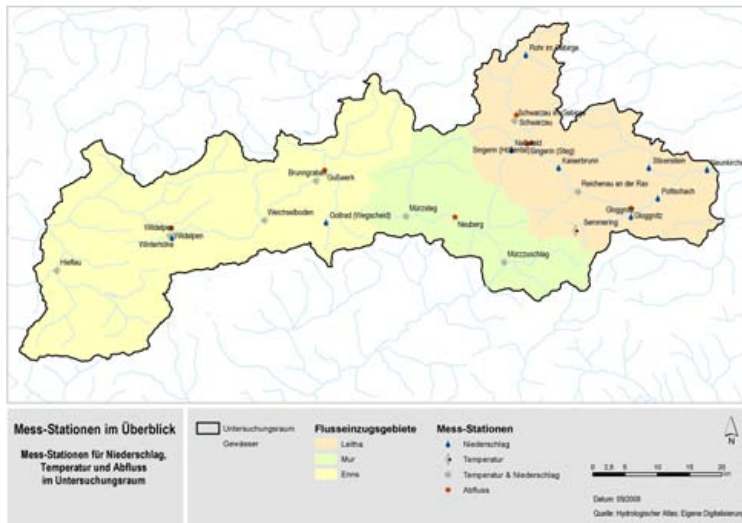 Rohr im Gebirge
Schwarzau im Gebirge
Schwarzau
Naßwald
Singerin (Höllental)
Singerin (Steg)
Kaiserbrunn
Stixenstein
Neunkirchen
Brunngraben
Gußwerk
Reichenau an der Rax
Pottschach
Gloggnitz
Gloggnitz
Weichselboden
Gollrad (Wegscheid)
Mürzsteg
Neuberg
Semmering
Wildalpen
Wildalpen
Winterhöhe
Hieflau
Mürzzuschlag
Mess-Stationen im Überblick
Mess-Stationen für Niederschlag,
Temperatur und Abfluss
im Untersuchungsraum
Untersuchungsraum
Gewässer
Flusseinzugsgebiete
Leitha
Mur
Enns
Mess-Stationen
Niederschlag
Temperatur
Temperatur & Niederschlag
Abfluss
N
0 2,5 5 10 15 20
km
Datum: 09/2008
Quelle: Hydrologischer Atlas; Eigene Digitalisierung